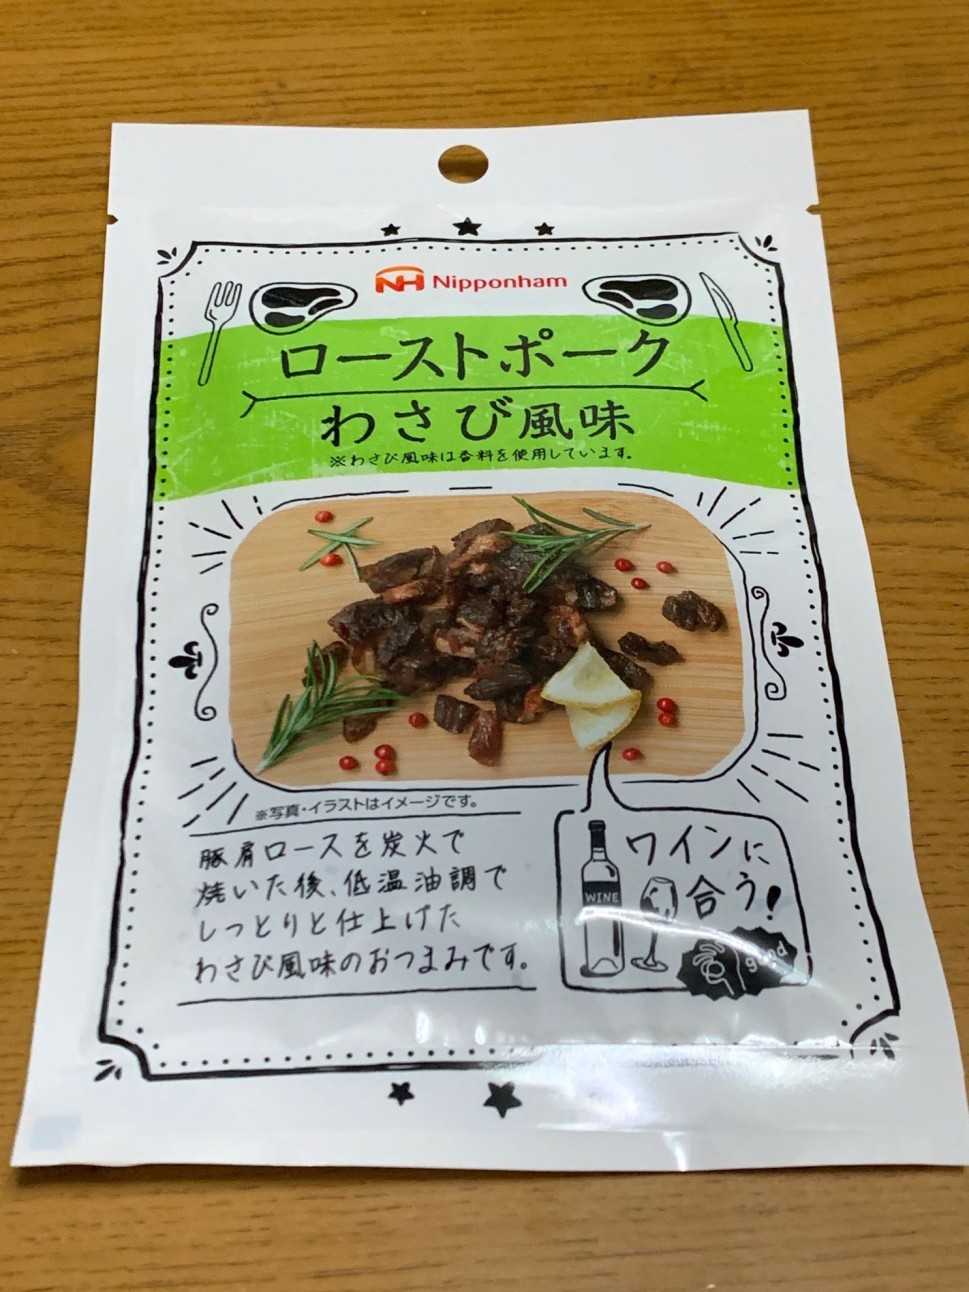 NH Nipponham
ローストポーク
わさび風味
※わさび風味は香料を使用しています。
※写真・イラストはイメージです。
豚肩ロースを炭火で
焼いた後、低温油調で
しっとりと仕上げた
わさび風味のおつまみです。
ワインに
合う!
WINE
good